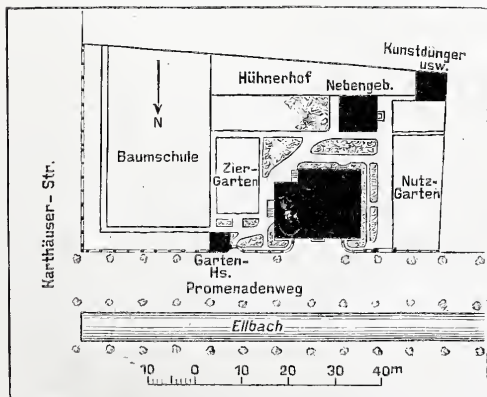 Kunstdünger
usw.
Hühnerhof
Nebengeb.
N
Baumschule
Zier-
Garten
Nutz-
Garten
Karthäuser-Str.
Garten-
Hs.
Promenadenweg
Ellbach
10 0 10 20 30 40m